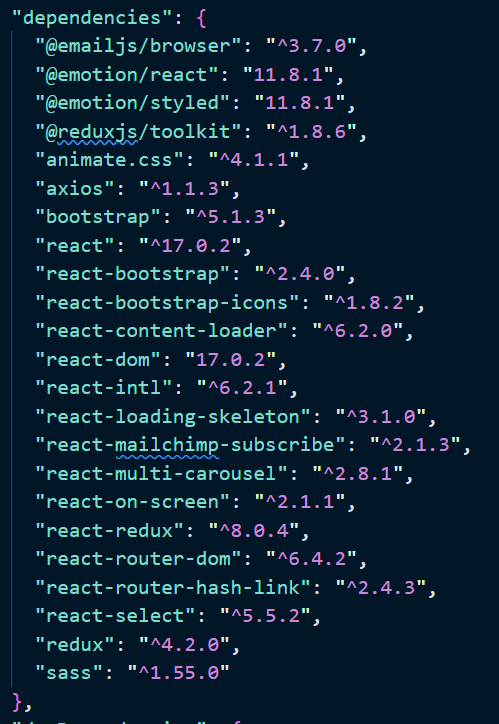 "dependencies": {
"@emailjs/browser": "^3.7.0",
"@emotion/react": "11.8.1",
"@emotion/styled": "11.8.1",
"@reduxjs/toolkit": "^1.8.6",
"animate.css": "^4.1.1",
"axios": "^1.1.3",
"bootstrap": "^5.1.3",
"react": "^17.0.2",
"react-bootstrap": "^2.4.0",
"react-bootstrap-icons": "^1.8.2",
"react-content-loader": "^6.2.0",
"react-dom": "17.0.2",
"react-intl": "^6.2.1",
"react-loading-skeleton": "^3.1.0",
"react-mailchimp-subscribe": "^2.1.3",
"react-multi-carousel": "^2.8.1",
"react-on-screen": "^2.1.1",
"react-redux": "^8.0.4",
"react-router-dom": "^6.4.2",
"react-router-hash-link": "^2.4.3",
"react-select": "^5.5.2",
"redux": "^4.2.0",
"sass": "^1.55.0"
},